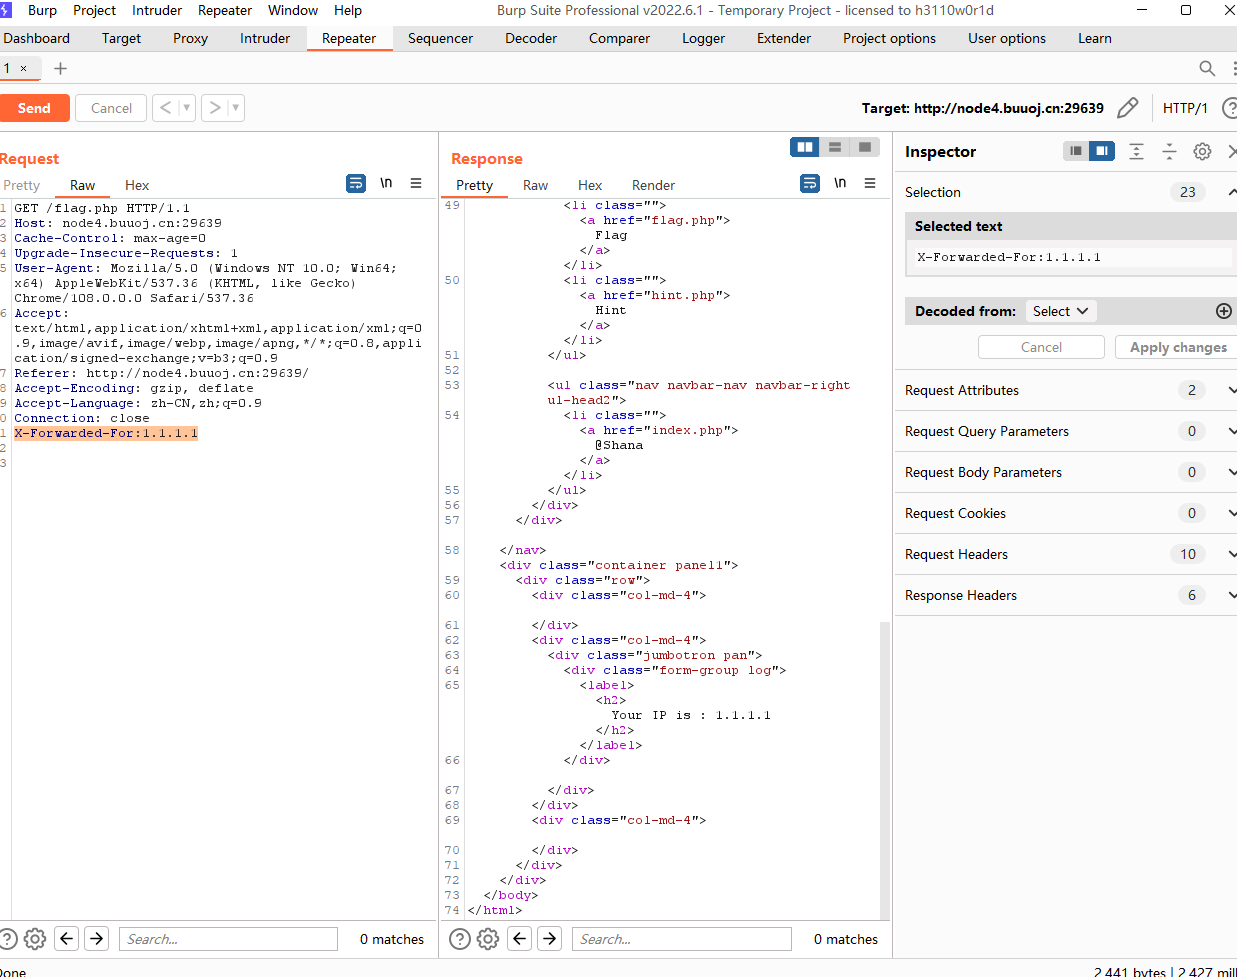 Burp Project Intruder Repeater Window Help Burp Suite Professional v2022.6.1 - Temporary Project - licensed to h3110w0r1d
Dashboard Target Proxy Intruder Repeater Sequencer Decoder Comparer Logger Extender Project options User options Learn
1 ×
Send Cancel < > Target: http://node4.buuoj.cn:29639 HTTP/1
Request
Pretty Raw Hex \n
1 GET /flag.php HTTP/1.1
2 Host: node4.buuoj.cn:29639
3 Cache-Control: max-age=0
4 Upgrade-Insecure-Requests: 1
5 User-Agent: Mozilla/5.0 (Windows NT 10.0; Win64;
x64) AppleWebKit/537.36 (KHTML, like Gecko)
Chrome/108.0.0.0 Safari/537.36
6 Accept:
text/html,application/xhtml+xml,application/xml;q=0
.9,image/avif,image/webp,image/apng,*/*;q=0.8,appli
cation/signed-exchange;v=b3;q=0.9
7 Referer: http://node4.buuoj.cn:29639/
8 Accept-Encoding: gzip, deflate
9 Accept-Language: zh-CN,zh;q=0.9
0 Connection: close
1 X-Forwarded-For:1.1.1.1
2
3
Search... 0 matches
Response
Pretty Raw Hex Render \n
49 <li class="">
<a href="flag.php">
Flag
</a>
</li>
50 <li class="">
<a href="hint.php">
Hint
</a>
</li>
51 </ul>
52
53 <ul class="nav navbar-nav navbar-right
ul-head2">
54 <li class="">
<a href="index.php">
@Shana
</a>
</li>
55 </ul>
56 </div>
57 </div>
58 </nav>
<div class="container panel1">
59 <div class="row">
60 <div class="col-md-4">
61 </div>
62 <div class="col-md-4">
63 <div class="jumbotron pan">
64 <div class="form-group log">
65 <label>
<h2>
Your IP is : 1.1.1.1
</h2>
</label>
66 </div>
67 </div>
68 </div>
69 <div class="col-md-4">
70 </div>
71 </div>
72 </div>
73 </body>
74 </html>
Search... 0 matches
Inspector
Selection 23
Selected text
X-Forwarded-For:1.1.1.1
Decoded from: Select
Cancel Apply changes
Request Attributes 2
Request Query Parameters 0
Request Body Parameters 0
Request Cookies 0
Request Headers 10
Response Headers 6
Done 2,441 bytes | 2,427 mill